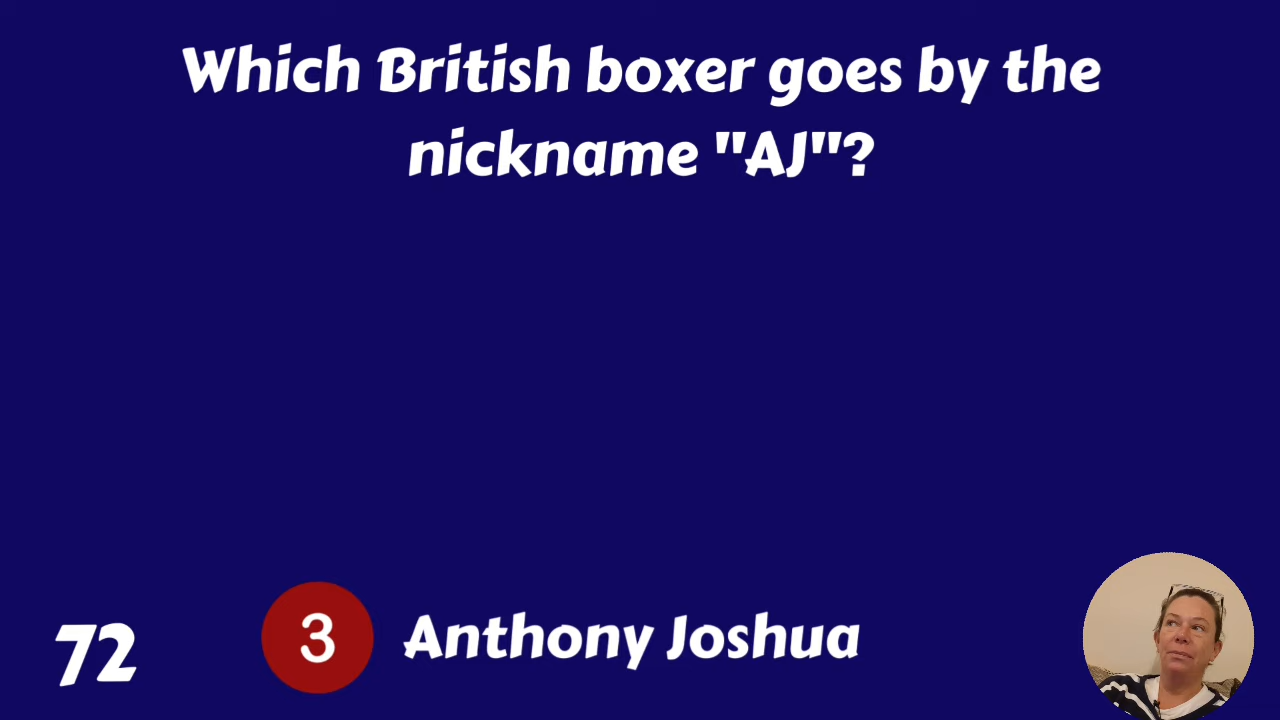 Which British boxer goes by the
nickname "AJ"?
72
3
Anthony Joshua